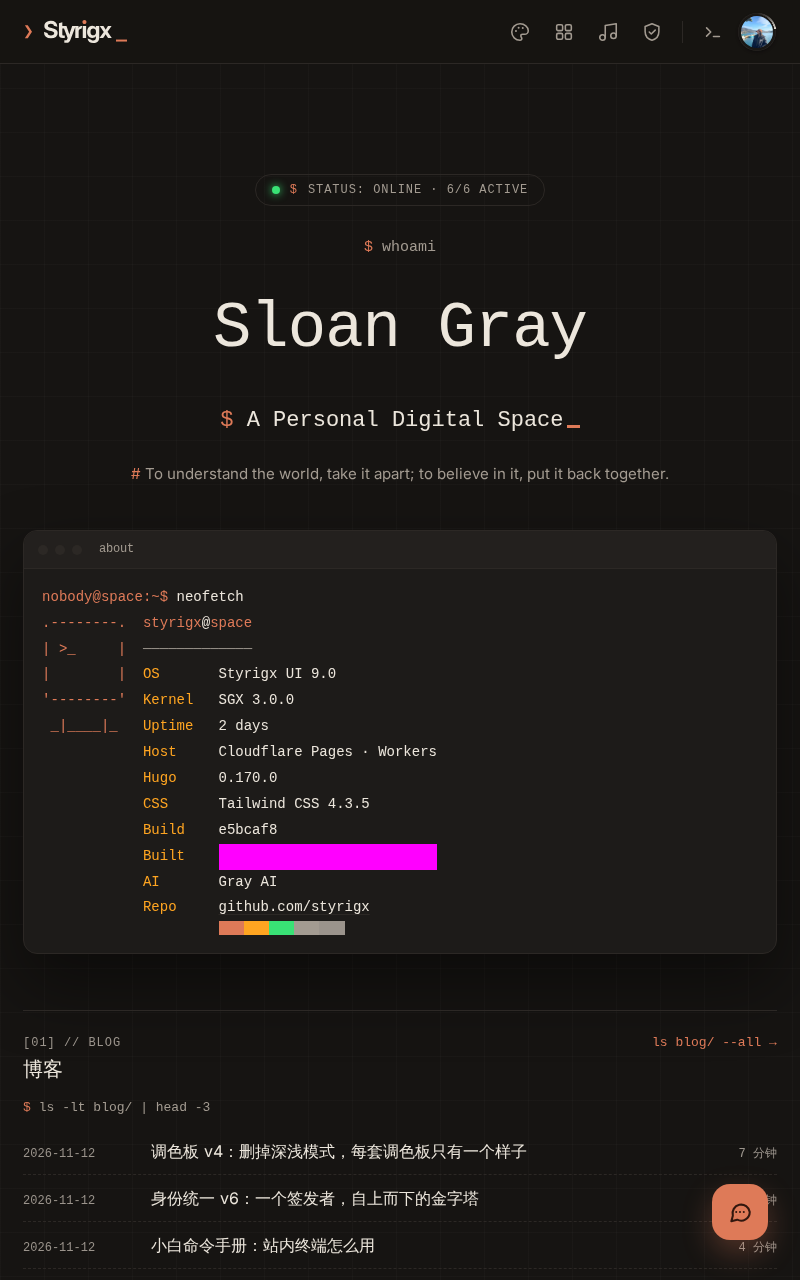 ❯ Styrigx _
$ STATUS: ONLINE · 6/6 ACTIVE
$ whoami
Sloan Gray
$ A Personal Digital Space_
# To understand the world, take it apart; to believe in it, put it back together.
about
nobody@space:~$ neofetch
.--------. styrigx@space
| >_     | ─────────────
|        | OS Styrigx UI 9.0
'--------' Kernel SGX 3.0.0
_|____|_ Uptime 2 days
Host Cloudflare Pages · Workers
Hugo 0.170.0
CSS Tailwind CSS 4.3.5
Build e5bcaf8
Built
AI Gray AI
Repo github.com/styrigx
[01] // BLOG ls blog/ --all →
博客
$ ls -lt blog/ | head -3
2026-11-12 调色板 v4：删掉深浅模式，每套调色板只有一个样子 7 分钟
2026-11-12 身份统一 v6：一个签发者，自上而下的金字塔 钟
2026-11-12 小白命令手册：站内终端怎么用 4 分钟